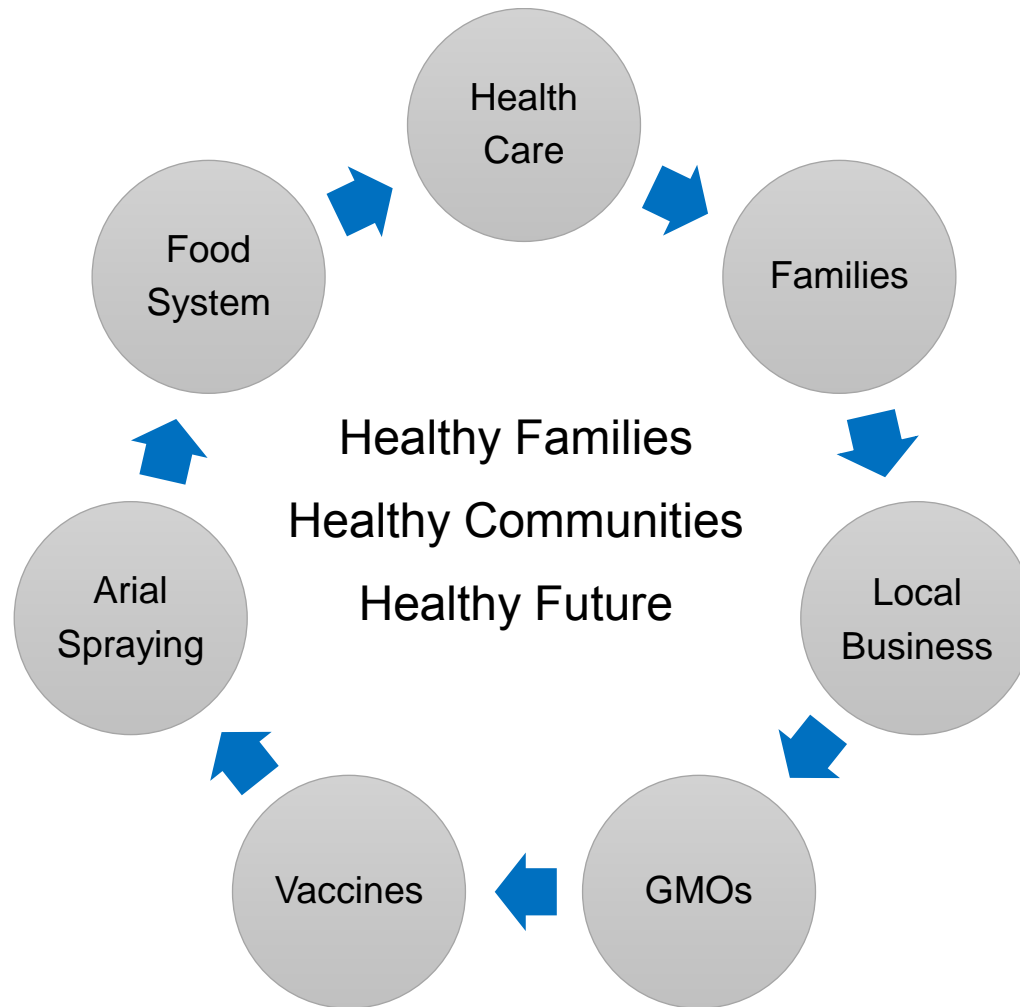 Health
Care
Families
Local
Business
GMOs
Vaccines
Arial
Spraying
Food
System
Healthy Families
Healthy Communities
Healthy Future